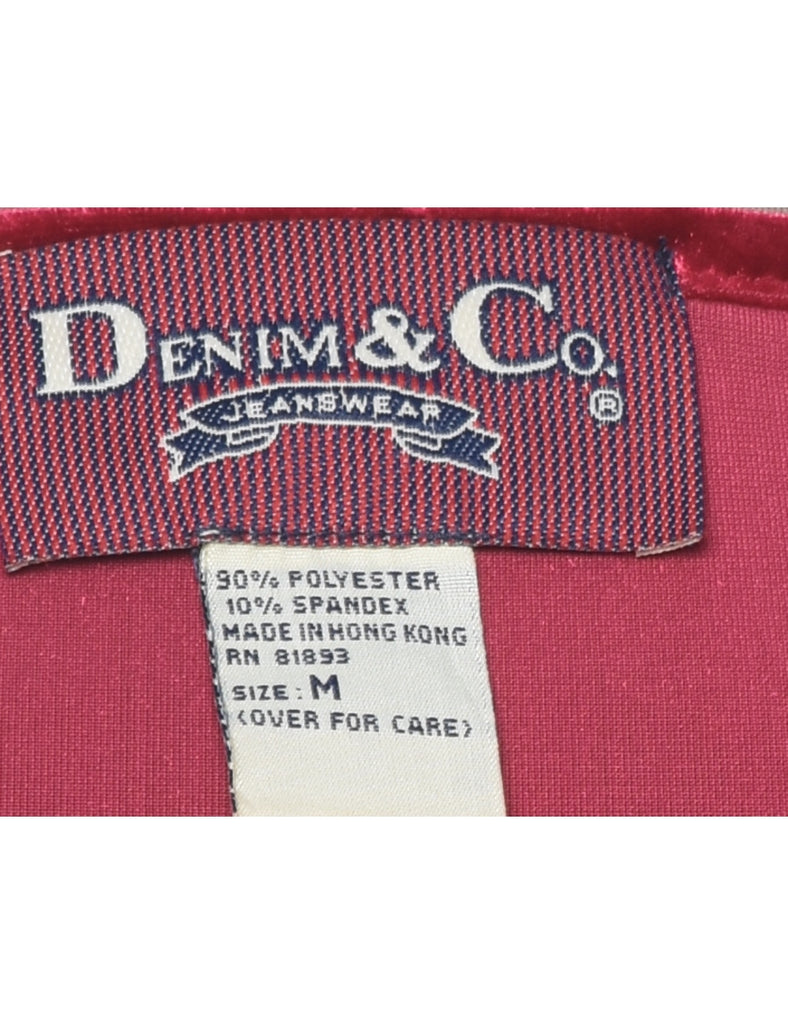 DENIM & CO.
®
JEANSWEAR
90% POLYESTER
10% SPANDEX
MADE IN HONG KONG
RN 81893
SIZE: M
<OVER FOR CARE>